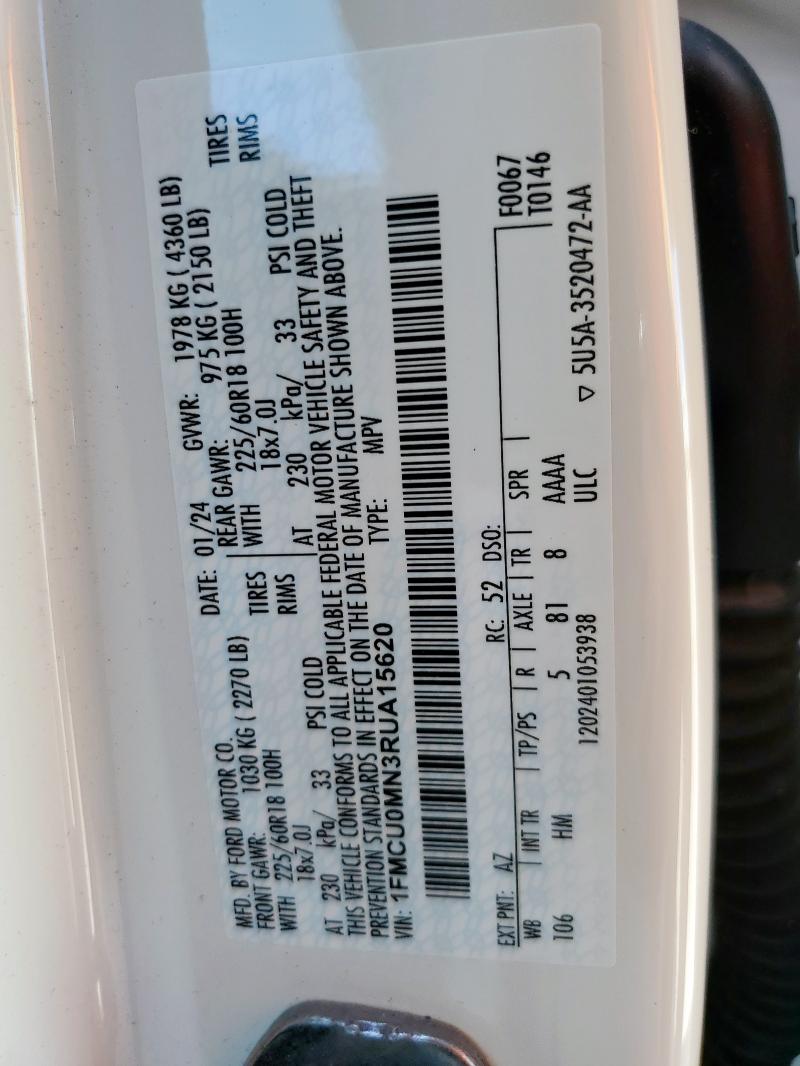 MFD. BY FORD MOTOR CO. DATE: 01/24 GVWR: 1978 KG ( 4360 LB)
FRONT GAWR: 1030 KG ( 2270 LB) REAR GAWR: 975 KG ( 2150 LB)
WITH 225/60R18 100H TIRES WITH 225/60R18 100H TIRES
18x7.0J RIMS 18x7.0J RIMS
AT 230 kPa/ 33 PSI COLD AT 230 kPa/ 33 PSI COLD
THIS VEHICLE CONFORMS TO ALL APPLICABLE FEDERAL MOTOR VEHICLE SAFETY AND THEFT
PREVENTION STANDARDS IN EFFECT ON THE DATE OF MANUFACTURE SHOWN ABOVE.
VIN: 1FMCU0MN3RUA15620 TYPE: MPV
EXT PNT: AZ RC: 52 DSO: F0067
WB INT TR TP/PS R AXLE TR SPR T0146
106 HM 5 81 8 AAAA
ULC
1202401053938 ▽ 5U5A-3520472-AA